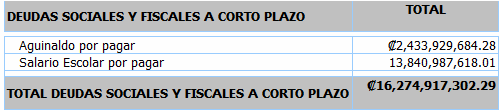 DEUDAS SOCIALES Y FISCALES A CORTO PLAZO TOTAL
Aguinaldo por pagar ₡2,433,929,684.28
Salario Escolar por pagar 13,840,987,618.01
TOTAL DEUDAS SOCIALES Y FISCALES A CORTO PLAZO ₡16,274,917,302.29